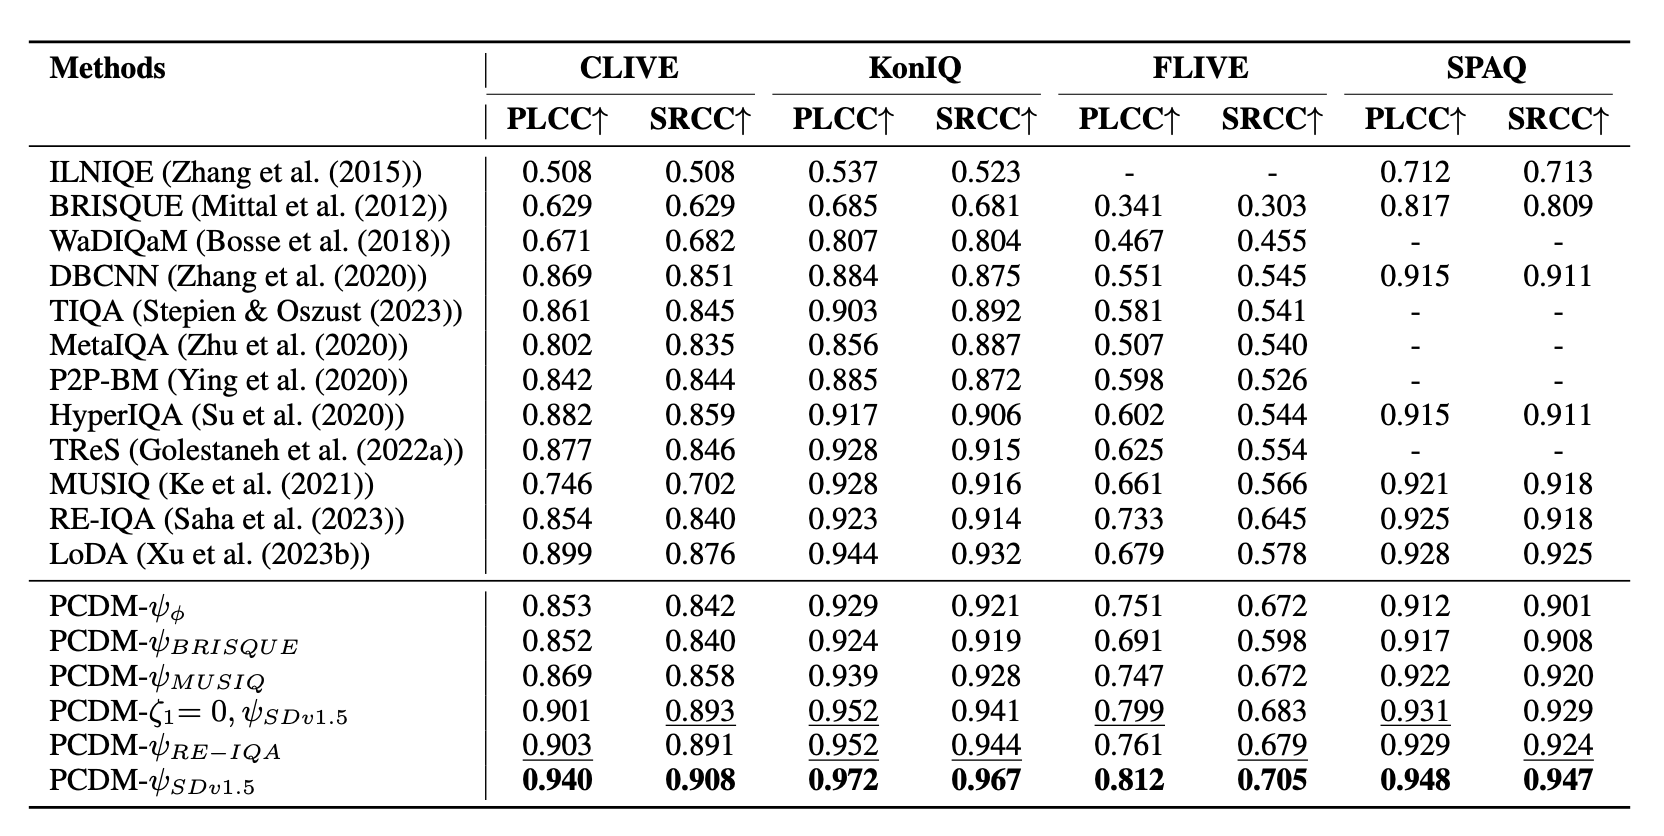 Methods CLIVE KonIQ FLIVE SPAQ
PLCC↑ SRCC↑ PLCC↑ SRCC↑ PLCC↑ SRCC↑ PLCC↑ SRCC↑
ILNIQE (Zhang et al. (2015)) 0.508 0.508 0.537 0.523 - - 0.712 0.713
BRISQUE (Mittal et al. (2012)) 0.629 0.629 0.685 0.681 0.341 0.303 0.817 0.809
WaDIQaM (Bosse et al. (2018)) 0.671 0.682 0.807 0.804 0.467 0.455 - -
DBCNN (Zhang et al. (2020)) 0.869 0.851 0.884 0.875 0.551 0.545 0.915 0.911
TIQA (Stepien & Oszust (2023)) 0.861 0.845 0.903 0.892 0.581 0.541 - -
MetaIQA (Zhu et al. (2020)) 0.802 0.835 0.856 0.887 0.507 0.540 - -
P2P-BM (Ying et al. (2020)) 0.842 0.844 0.885 0.872 0.598 0.526 - -
HyperIQA (Su et al. (2020)) 0.882 0.859 0.917 0.906 0.602 0.544 0.915 0.911
TReS (Golestaneh et al. (2022a)) 0.877 0.846 0.928 0.915 0.625 0.554 - -
MUSIQ (Ke et al. (2021)) 0.746 0.702 0.928 0.916 0.661 0.566 0.921 0.918
RE-IQA (Saha et al. (2023)) 0.854 0.840 0.923 0.914 0.733 0.645 0.925 0.918
LoDA (Xu et al. (2023b)) 0.899 0.876 0.944 0.932 0.679 0.578 0.928 0.925
PCDM-ψϕ 0.853 0.842 0.929 0.921 0.751 0.672 0.912 0.901
PCDM-ψBRISQUE 0.852 0.840 0.924 0.919 0.691 0.598 0.917 0.908
PCDM-ψMUSIQ 0.869 0.858 0.939 0.928 0.747 0.672 0.922 0.920
PCDM-ζ1= 0, ψSDv1.5 0.901 0.893 0.952 0.941 0.799 0.683 0.931 0.929
PCDM-ψRE−IQA 0.903 0.891 0.952 0.944 0.761 0.679 0.929 0.924
PCDM-ψSDv1.5 0.940 0.908 0.972 0.967 0.812 0.705 0.948 0.947